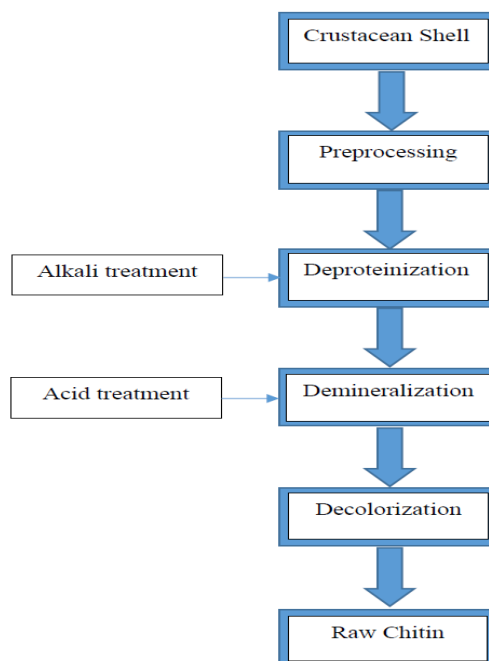 Crustacean Shell
Preprocessing
Alkali treatment
Deproteinization
Acid treatment
Demineralization
Decolorization
Raw Chitin